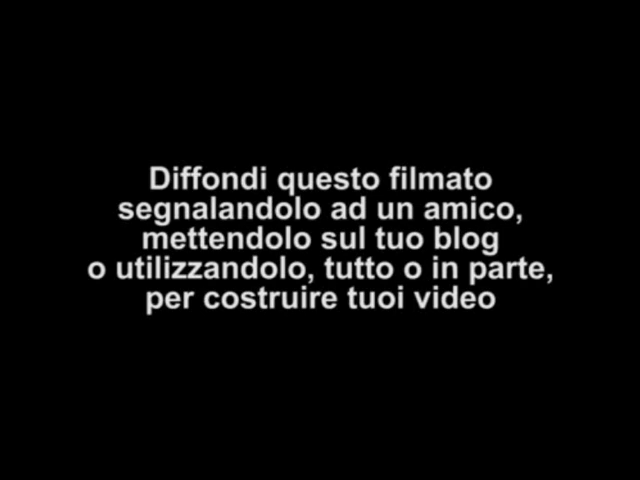 Diffondi questo filmato
segnalandolo ad un amico,
mettendolo sul tuo blog
o utilizzandolo, tutto o in parte,
per costruire tuoi video